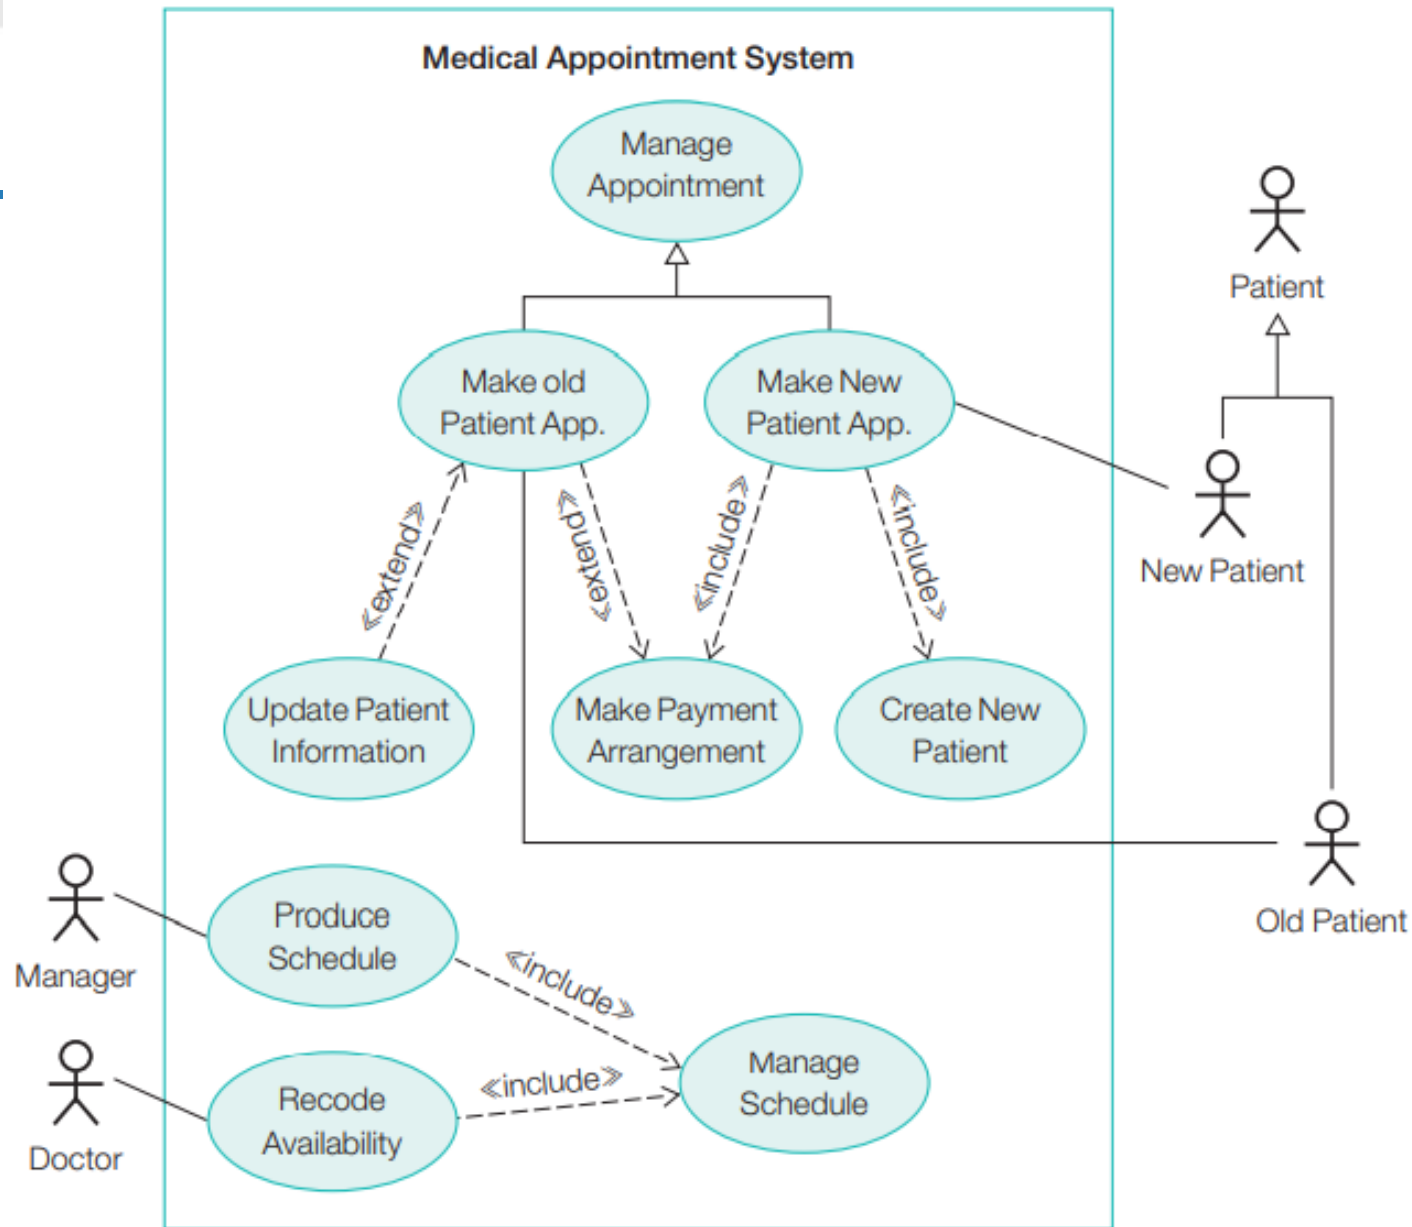 Medical Appointment System
Manage
Appointment
Patient
Make old
Patient App.
Make New
Patient App.
«extend»
«extend»
«include»
«include»
New Patient
Update Patient
Information
Make Payment
Arrangement
Create New
Patient
Old Patient
Manager
Produce
Schedule
«include»
Doctor
Recode
Availability
«include»
Manage
Schedule